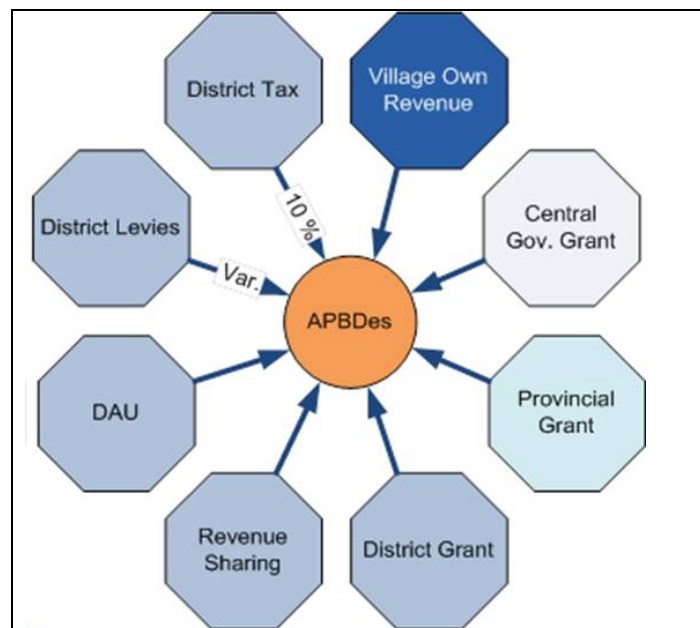 District Tax
Village Own
Revenue
District Levies
10 %
Central
Gov. Grant
Var.
APBDes
DAU
Provincial
Grant
Revenue
Sharing
District Grant